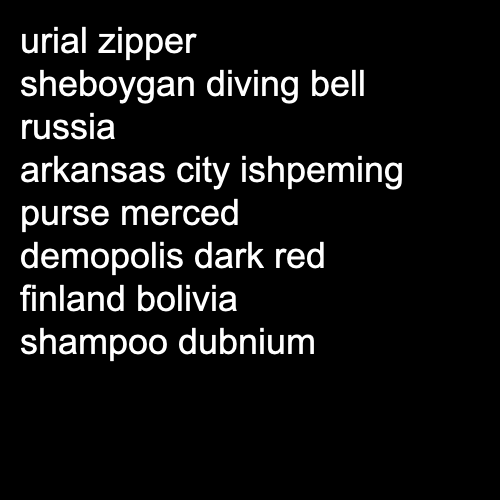 urial zipper
sheboygan diving bell
russia
arkansas city ishpeming
purse merced
demopolis dark red
finland bolivia
shampoo dubnium